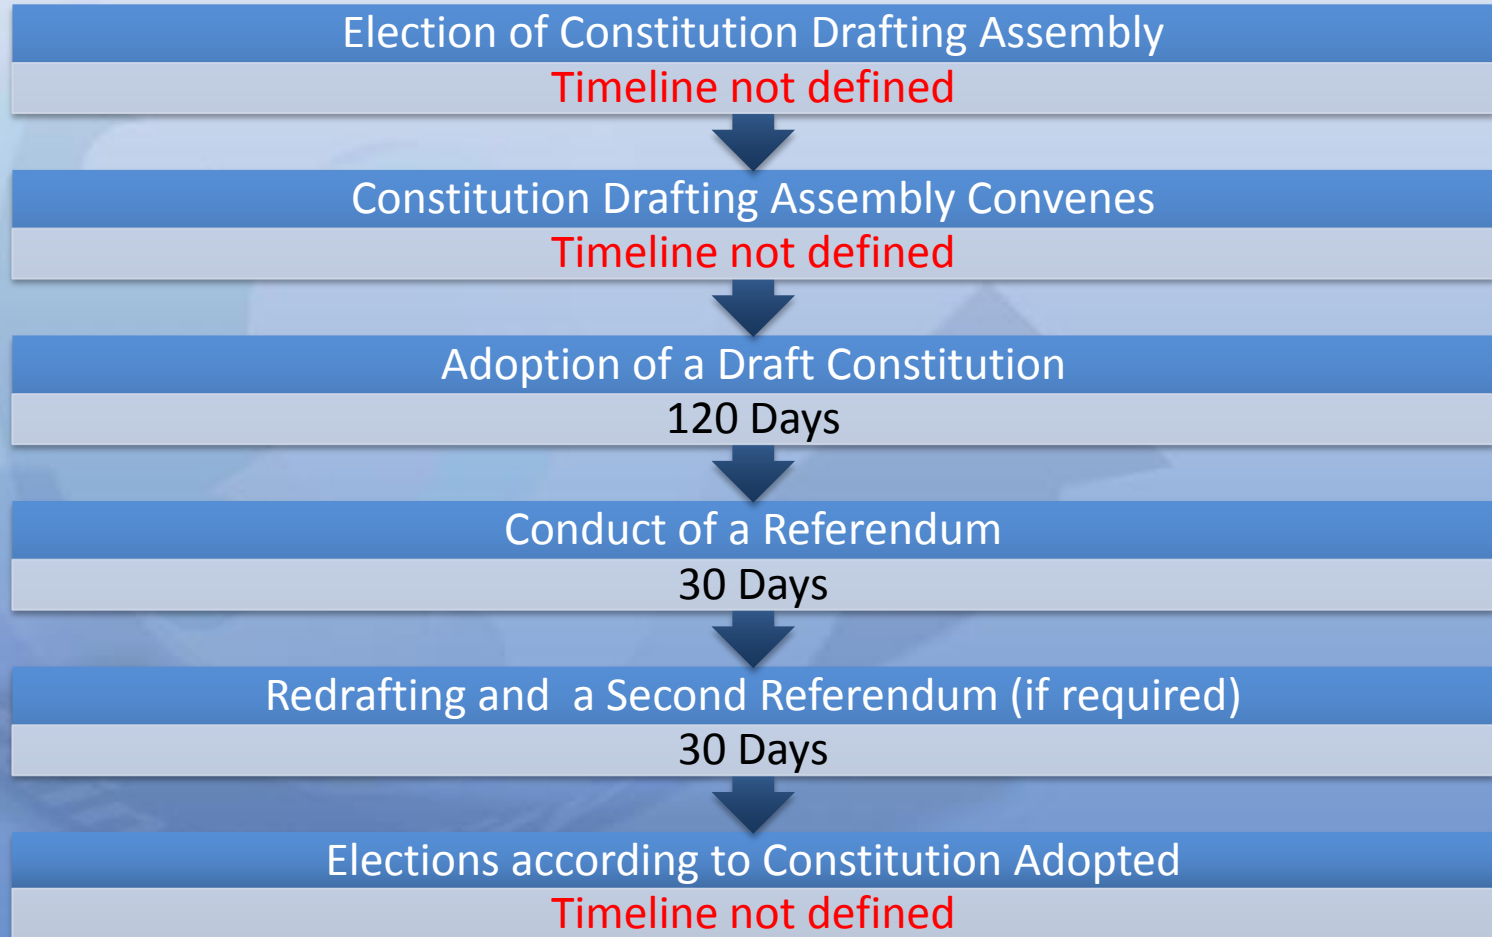 Election of Constitution Drafting Assembly
Timeline not defined
Constitution Drafting Assembly Convenes
Timeline not defined
Adoption of a Draft Constitution
120 Days
Conduct of a Referendum
30 Days
Redrafting and  a Second Referendum (if required)
30 Days
Elections according to Constitution Adopted
Timeline not defined